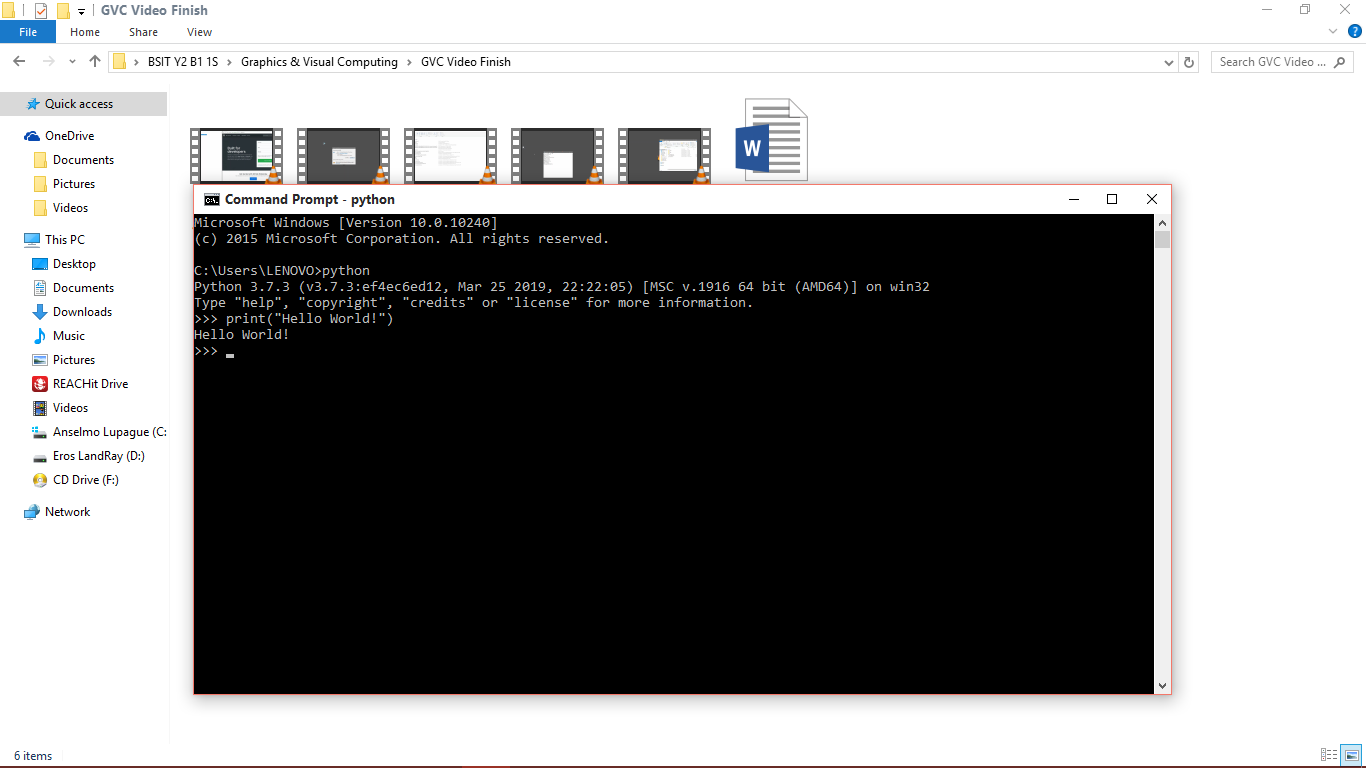 GVC Video Finish
File Home Share View
BSIT Y2 B1 1S Graphics & Visual Computing GVC Video Finish
Search GVC Video ...
Quick access
OneDrive
Documents
Pictures
Videos
This PC
Desktop
Documents
Downloads
Music
Pictures
REACHit Drive
Videos
Anselmo Lupague (C:
Eros LandRay (D:)
CD Drive (F:)
Network
W
Command Prompt - python
Microsoft Windows [Version 10.0.10240]
(c) 2015 Microsoft Corporation. All rights reserved.
C:\Users\LENOVO>python
Python 3.7.3 (v3.7.3:ef4ec6ed12, Mar 25 2019, 22:22:05) [MSC v.1916 64 bit (AMD64)] on win32
Type "help", "copyright", "credits" or "license" for more information.
>>> print("Hello World!")
Hello World!
>>>
6 items